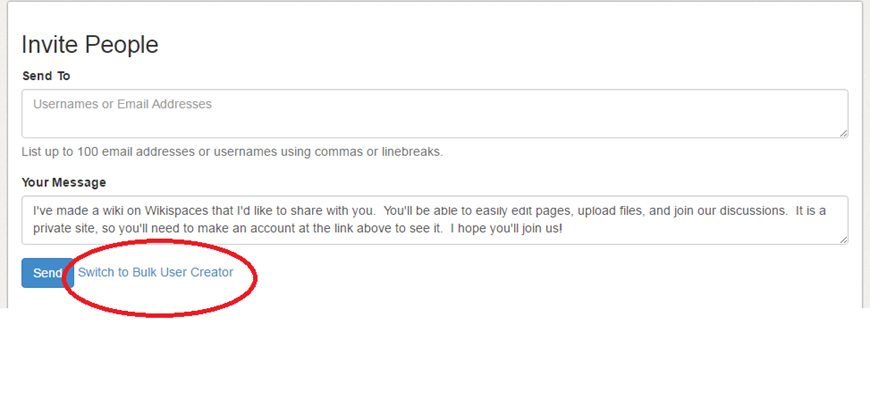 Invite People
Send To
Usernames or Email Addresses
List up to 100 email addresses or usernames using commas or linebreaks.
Your Message
I've made a wiki on Wikispaces that I'd like to share with you.  You'll be able to easily edit pages, upload files, and join our discussions.  It is a
private site, so you'll need to make an account at the link above to see it.  I hope you'll join us!
Send Switch to Bulk User Creator